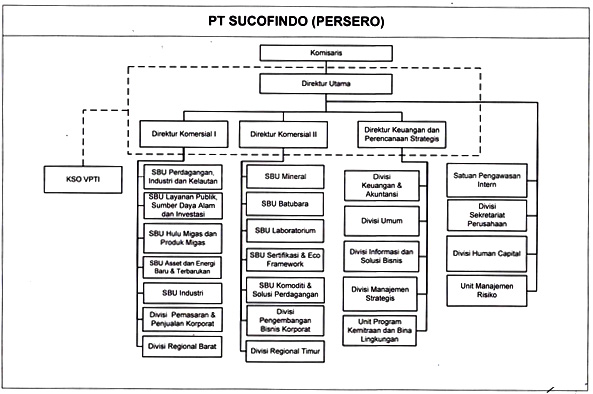 PT SUCOFINDO (PERSERO)
Komisaris
Direktur Utama
Direktur Komersial I
Direktur Komersial II
Direktur Keuangan dan
Perencanaan Strategis
KSO VPTI
SBU Perdagangan,
Industri dan Kelautan
SBU Layanan Publik,
Sumber Daya Alam
dan Investasi
SBU Hulu Migas dan
Produk Migas
SBU Asset dan Energi
Baru & Terbarukan
SBU Industri
Divisi Pemasaran &
Penjualan Korporat
Divisi Regional Barat
SBU Mineral
SBU Batubara
SBU Laboratorium
SBU Sertifikasi & Eco
Framework
SBU Komoditi &
Solusi Perdagangan
Divisi
Pengembangan
Bisnis Korporat
Divisi Regional Timur
Divisi
Keuangan &
Akuntansi
Divisi Umum
Divisi Informasi dan
Solusi Bisnis
Divisi Manajemen
Strategis
Unit Program
Kemitraan dan Bina
Lingkungan
Satuan Pengawasan
Intern
Divisi
Sekretariat
Perusahaan
Divisi Human Capital
Unit Manajemen
Risiko